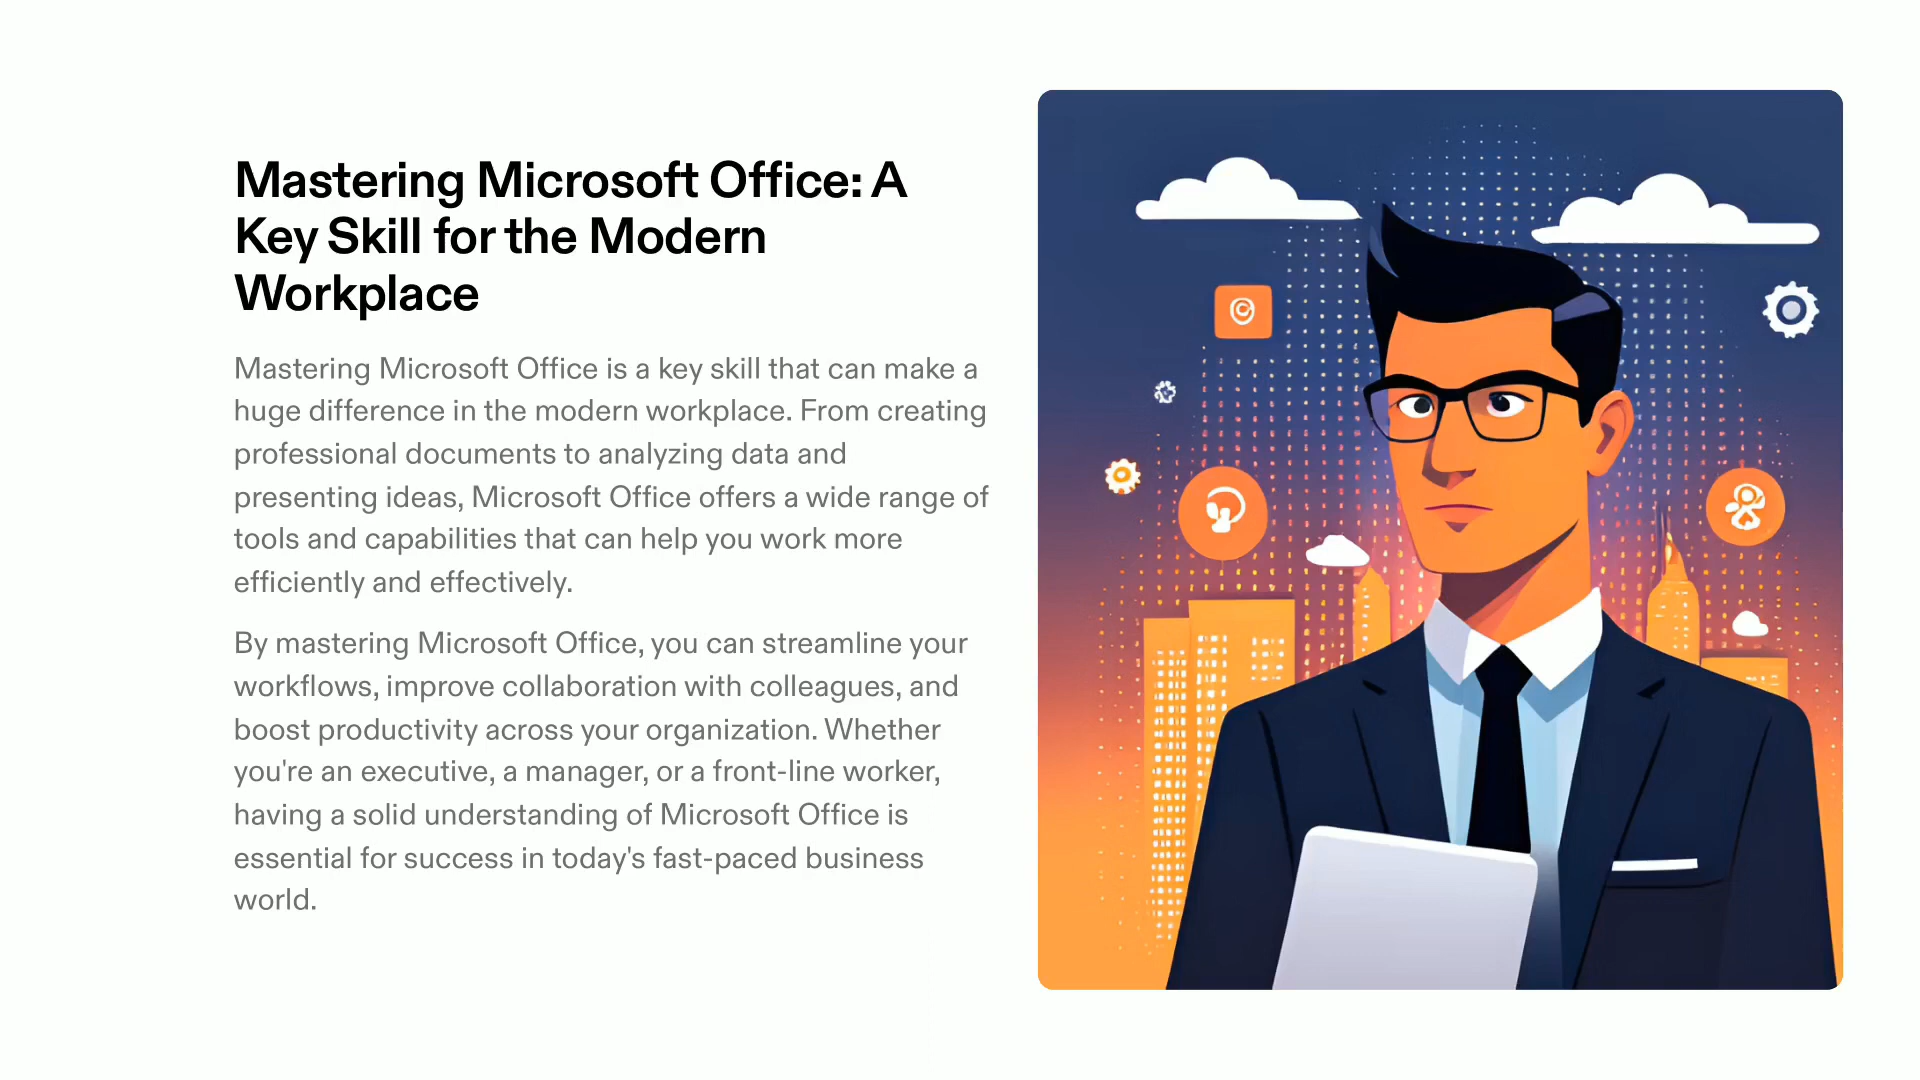 Mastering Microsoft Office: A
Key Skill for the Modern
Workplace
Mastering Microsoft Office is a key skill that can make a
huge difference in the modern workplace. From creating
professional documents to analyzing data and
presenting ideas, Microsoft Office offers a wide range of
tools and capabilities that can help you work more
efficiently and effectively.
By mastering Microsoft Office, you can streamline your
workflows, improve collaboration with colleagues, and
boost productivity across your organization. Whether
you're an executive, a manager, or a front-line worker,
having a solid understanding of Microsoft Office is
essential for success in today's fast-paced business
world.